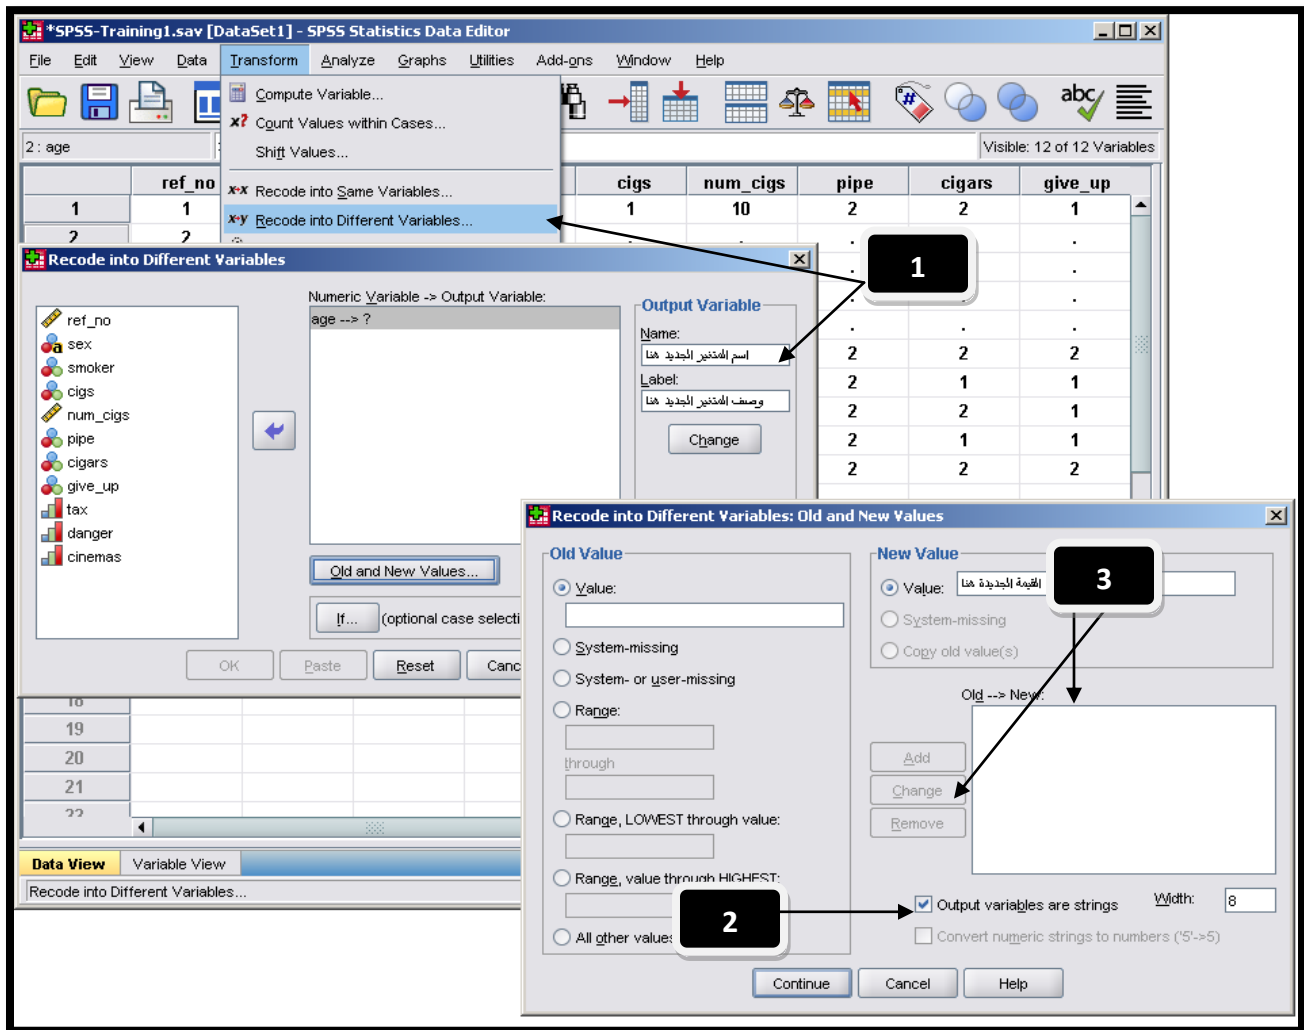 *SPSS-Training1.sav [DataSet1] - SPSS Statistics Data Editor
File Edit View Data Transform Analyze Graphs Utilities Add-ons Window Help
Compute Variable...
Count Values within Cases...
Shift Values...
Recode into Same Variables...
Recode into Different Variables...
abc
2 : age
Visible: 12 of 12 Variables
ref_no cigs num_cigs pipe cigars give_up
1 1 1 10 2 2 1
2 2 . . . . .
. .
. .
. .
2 2 2
2 1 1
2 2 1
2 1 1
2 2 2
1
Recode into Different Variables
ref_no
sex
smoker
cigs
num_cigs
pipe
cigars
give_up
tax
danger
cinemas
Numeric Variable -> Output Variable:
age --> ?
Output Variable
Name:
اسم المتغير الجديد هنا
Label:
وصف المتغير الجديد هنا
Change
Old and New Values...
If... (optional case selecti
OK Paste Reset Canc
18
19
20
21
22
Data View Variable View
Recode into Different Variables...
Recode into Different Variables: Old and New Values
Old Value
Value:
System-missing
System- or user-missing
Range:
through
Range, LOWEST through value:
Range, value through HIGHEST:
All other values
2
New Value
Value: القيمة الجديدة هنا
3
System-missing
Copy old value(s)
Old --> New:
Add
Change
Remove
Output variables are strings Width: 8
Convert numeric strings to numbers ('5'->5)
Continue Cancel Help